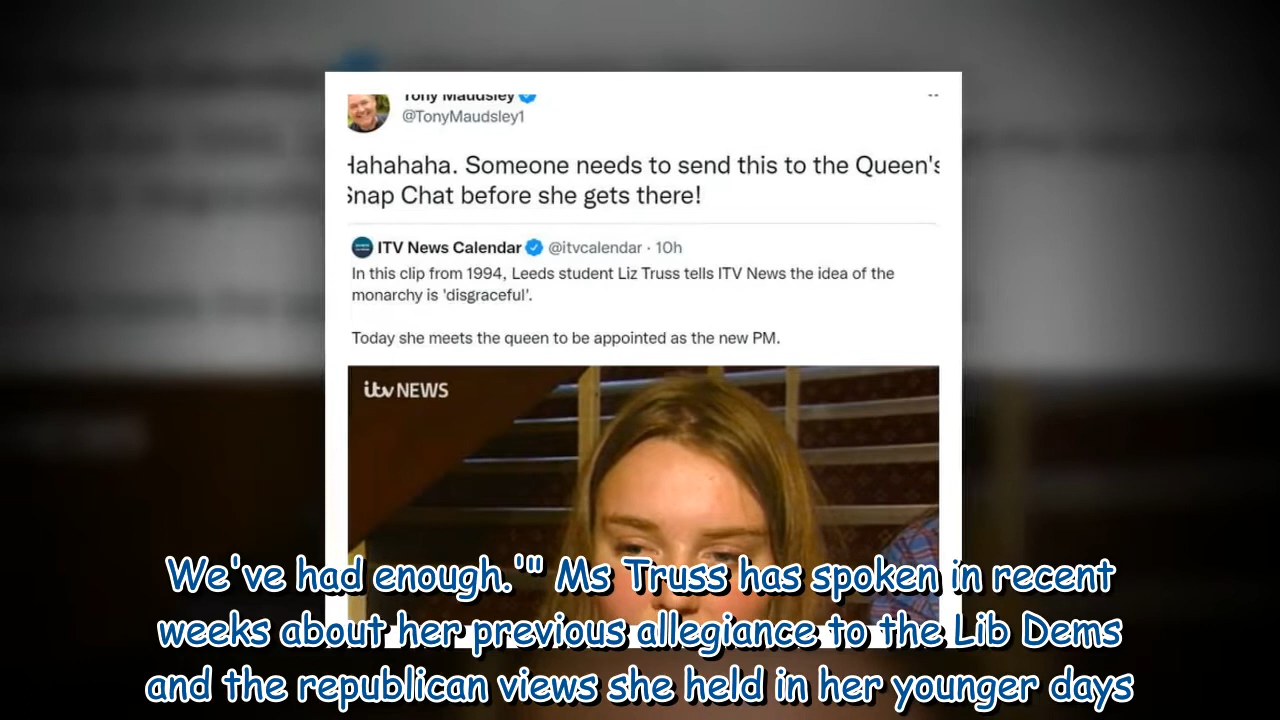 Tony Maudsley
@TonyMaudsley1
Hahahaha. Someone needs to send this to the Queen's
Snap Chat before she gets there!
ITV News Calendar @itvcalendar · 10h
In this clip from 1994, Leeds student Liz Truss tells ITV News the idea of the
monarchy is 'disgraceful'.
Today she meets the queen to be appointed as the new PM.
itv NEWS
We've had enough.'" Ms Truss has spoken in recent
weeks about her previous allegiance to the Lib Dems
and the republican views she held in her younger days